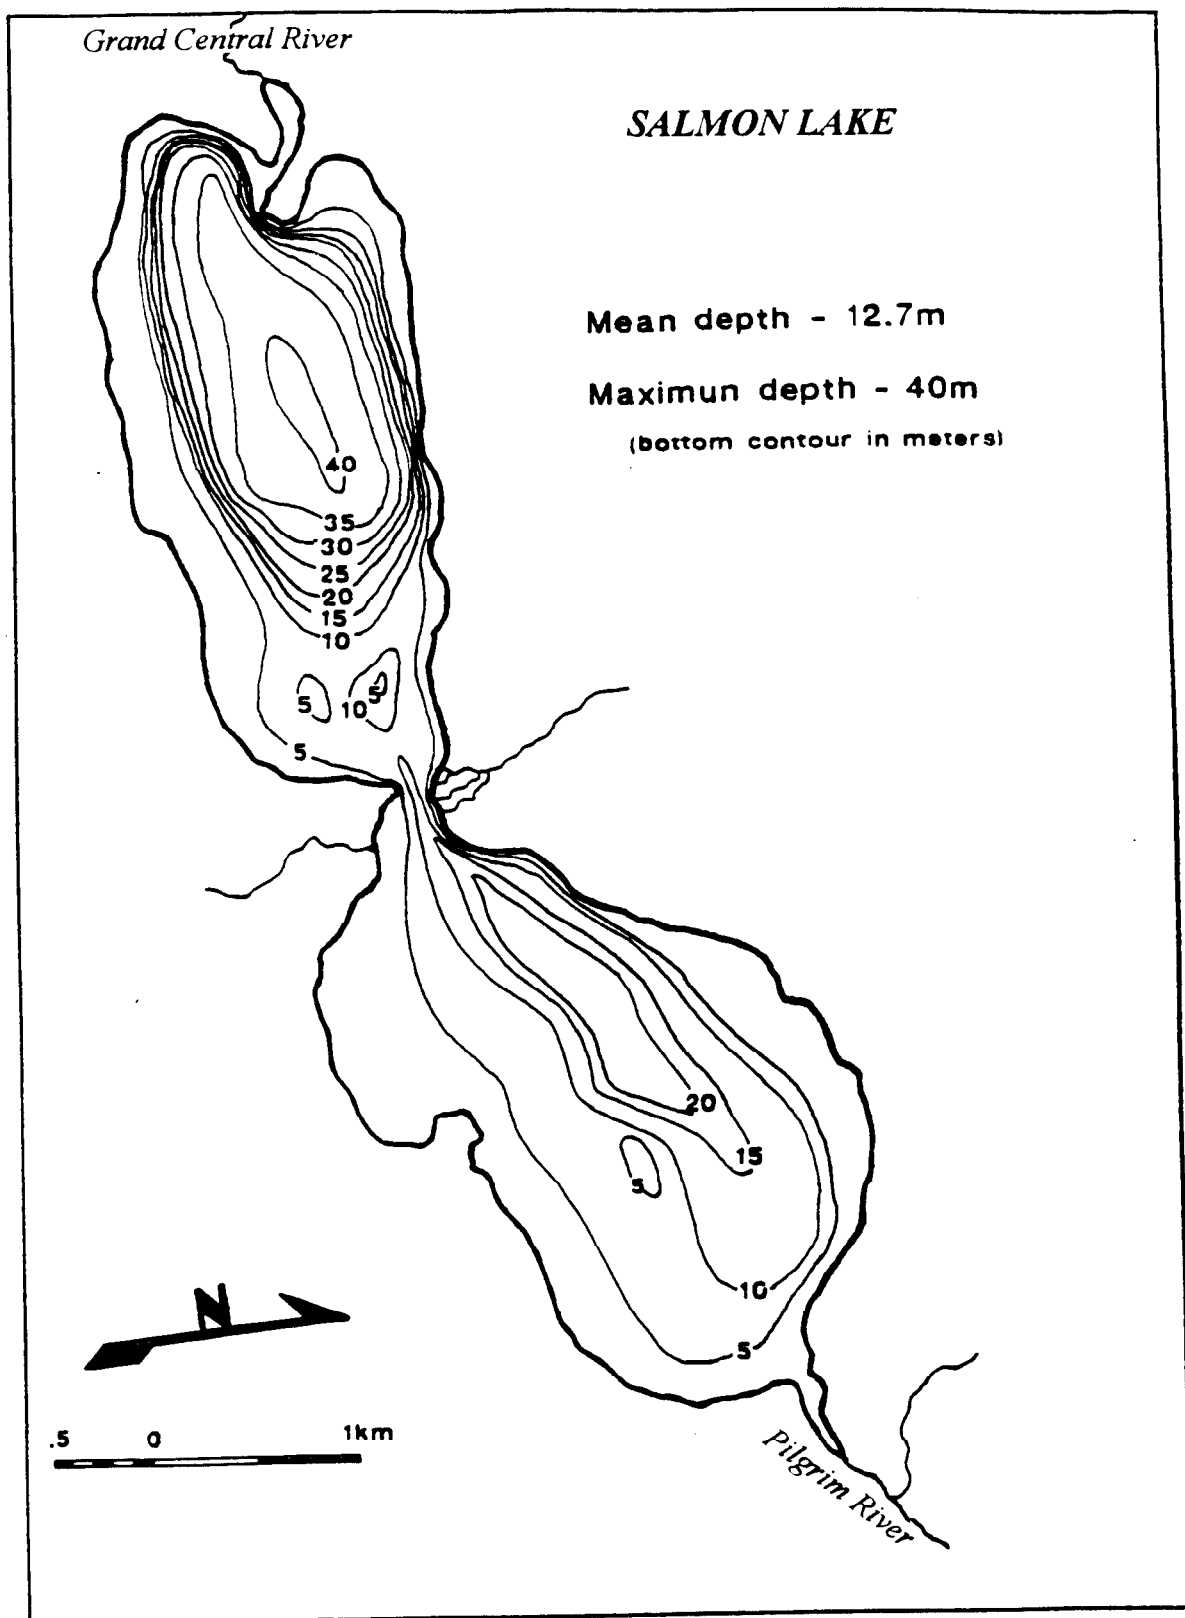 Grand Central River
SALMON LAKE
Mean depth - 12.7m
Maximun depth - 40m
(bottom contour in meters)
40
35
30
25
20
15
10
5
5
10
5
20
15
5
10
5
N
.5 0 1km
Pilgrim River